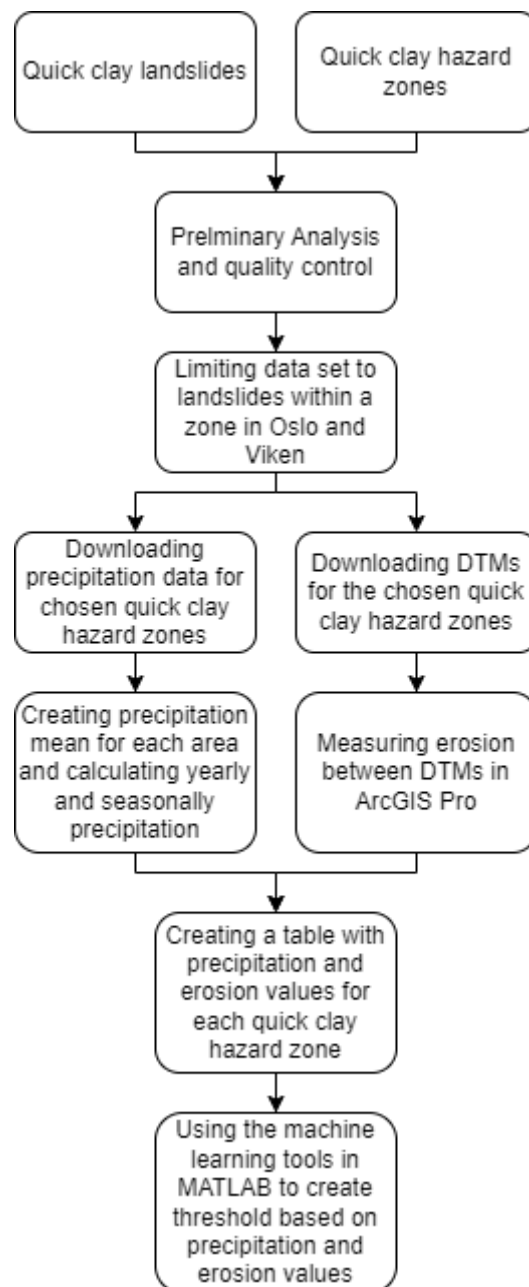 Quick clay landslides
Quick clay hazard
zones
Prelminary Analysis
and quality control
Limiting data set to
landslides within a
zone in Oslo and
Viken
Downloading
precipitation data for
chosen quick clay
hazard zones
Downloading DTMs
for the chosen quick
clay hazard zones
Creating precipitation
mean for each area
and calculating yearly
and seasonally
precipitation
Measuring erosion
between DTMs in
ArcGIS Pro
Creating a table with
precipitation and
erosion values for
each quick clay
hazard zone
Using the machine
learning tools in
MATLAB to create
threshold based on
precipitation and
erosion values